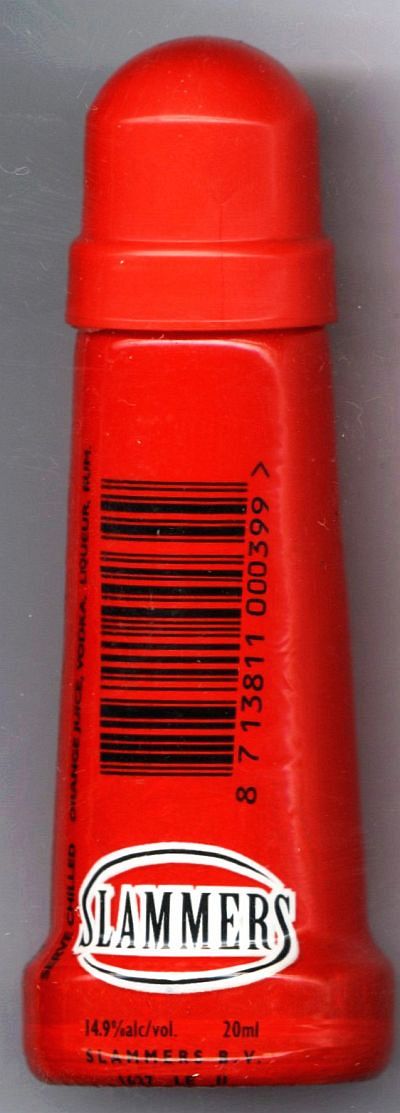 SERVE CHILLED ORANGE JUICE, VODKA, LIQUEUR, RUM.
8 713811 000399 >
SLAMMERS
14.9%alc/vol. 20ml
SLAMMERS B.V.